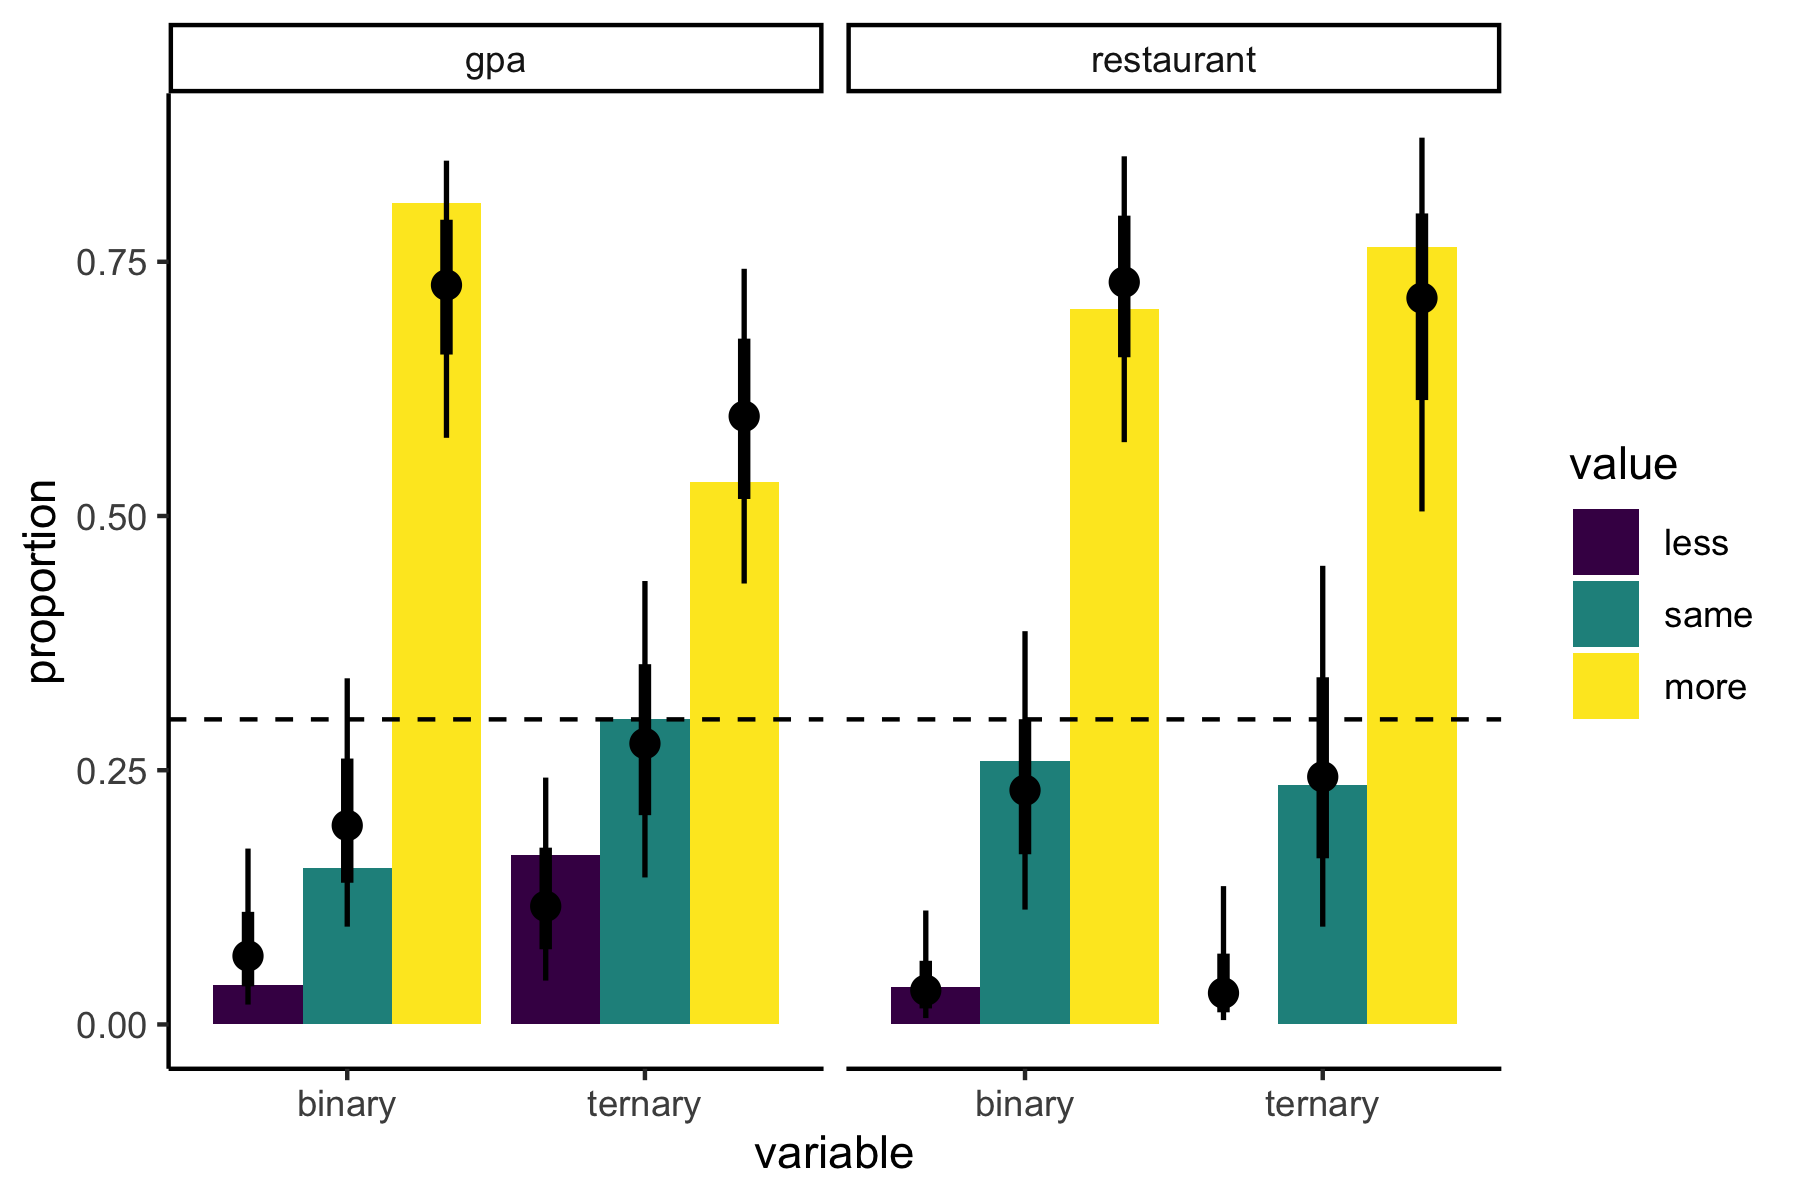 gpa
restaurant
0.75
0.50
0.25
0.00
proportion
binary
ternary
binary
ternary
variable
value
less
same
more